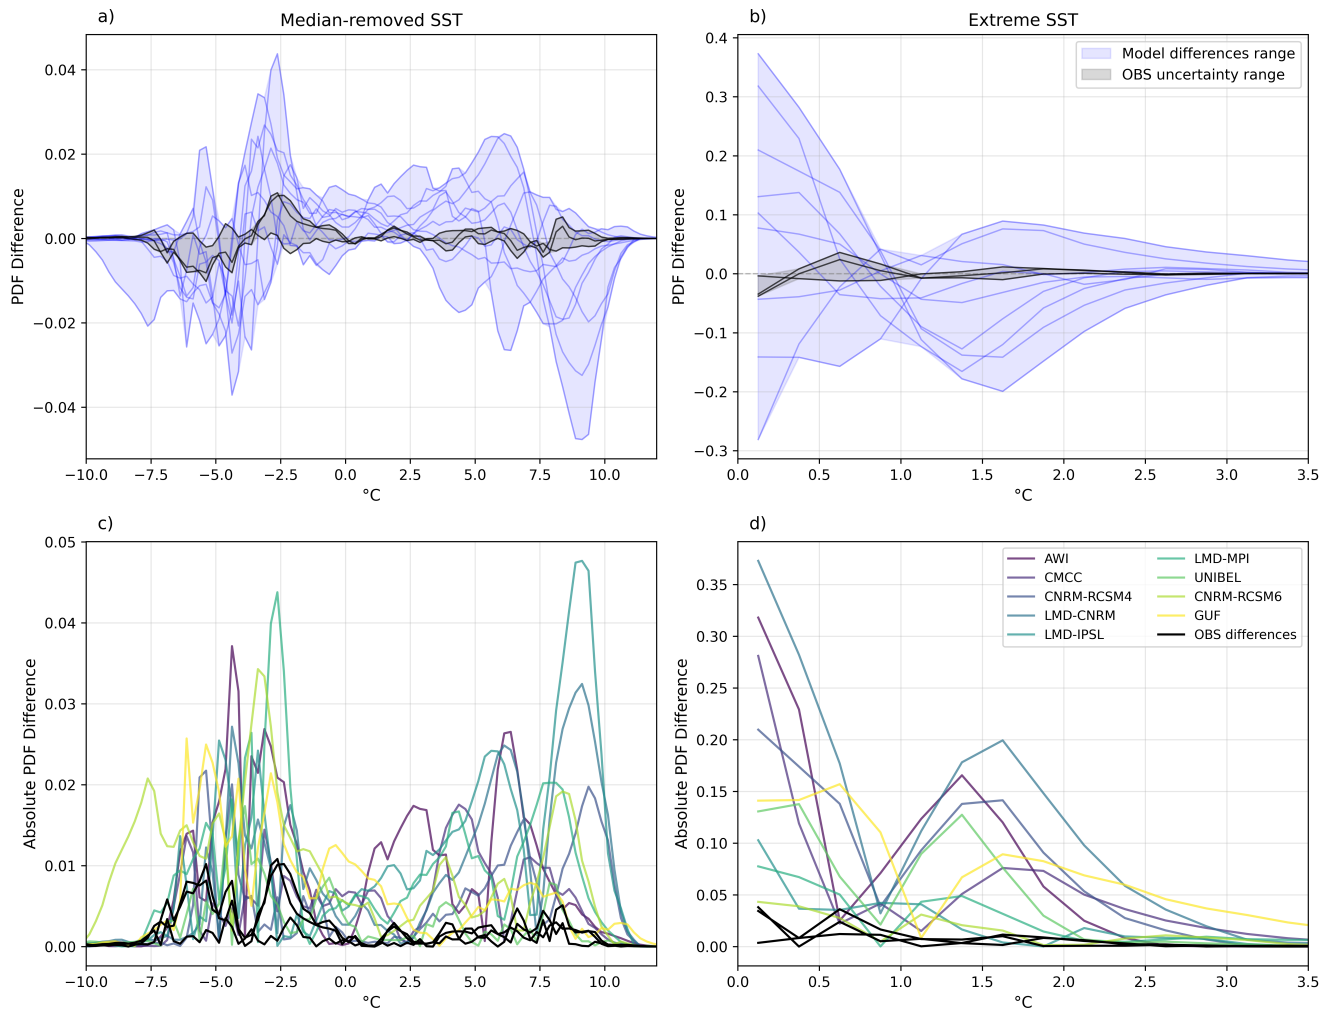 a)
Median-removed SST
0.04
0.02
0.00
−0.02
−0.04
PDF Difference
−10.0 −7.5 −5.0 −2.5 0.0 2.5 5.0 7.5 10.0
°C
b)
Extreme SST
Model differences range
OBS uncertainty range
0.4
0.3
0.2
0.1
0.0
−0.1
−0.2
−0.3
PDF Difference
0.0 0.5 1.0 1.5 2.0 2.5 3.0 3.5
°C
c)
0.05
0.04
0.03
0.02
0.01
0.00
Absolute PDF Difference
−10.0 −7.5 −5.0 −2.5 0.0 2.5 5.0 7.5 10.0
°C
d)
AWI
CMCC
CNRM-RCSM4
LMD-CNRM
LMD-IPSL
LMD-MPI
UNIBEL
CNRM-RCSM6
GUF
OBS differences
0.35
0.30
0.25
0.20
0.15
0.10
0.05
0.00
Absolute PDF Difference
0.0 0.5 1.0 1.5 2.0 2.5 3.0 3.5
°C